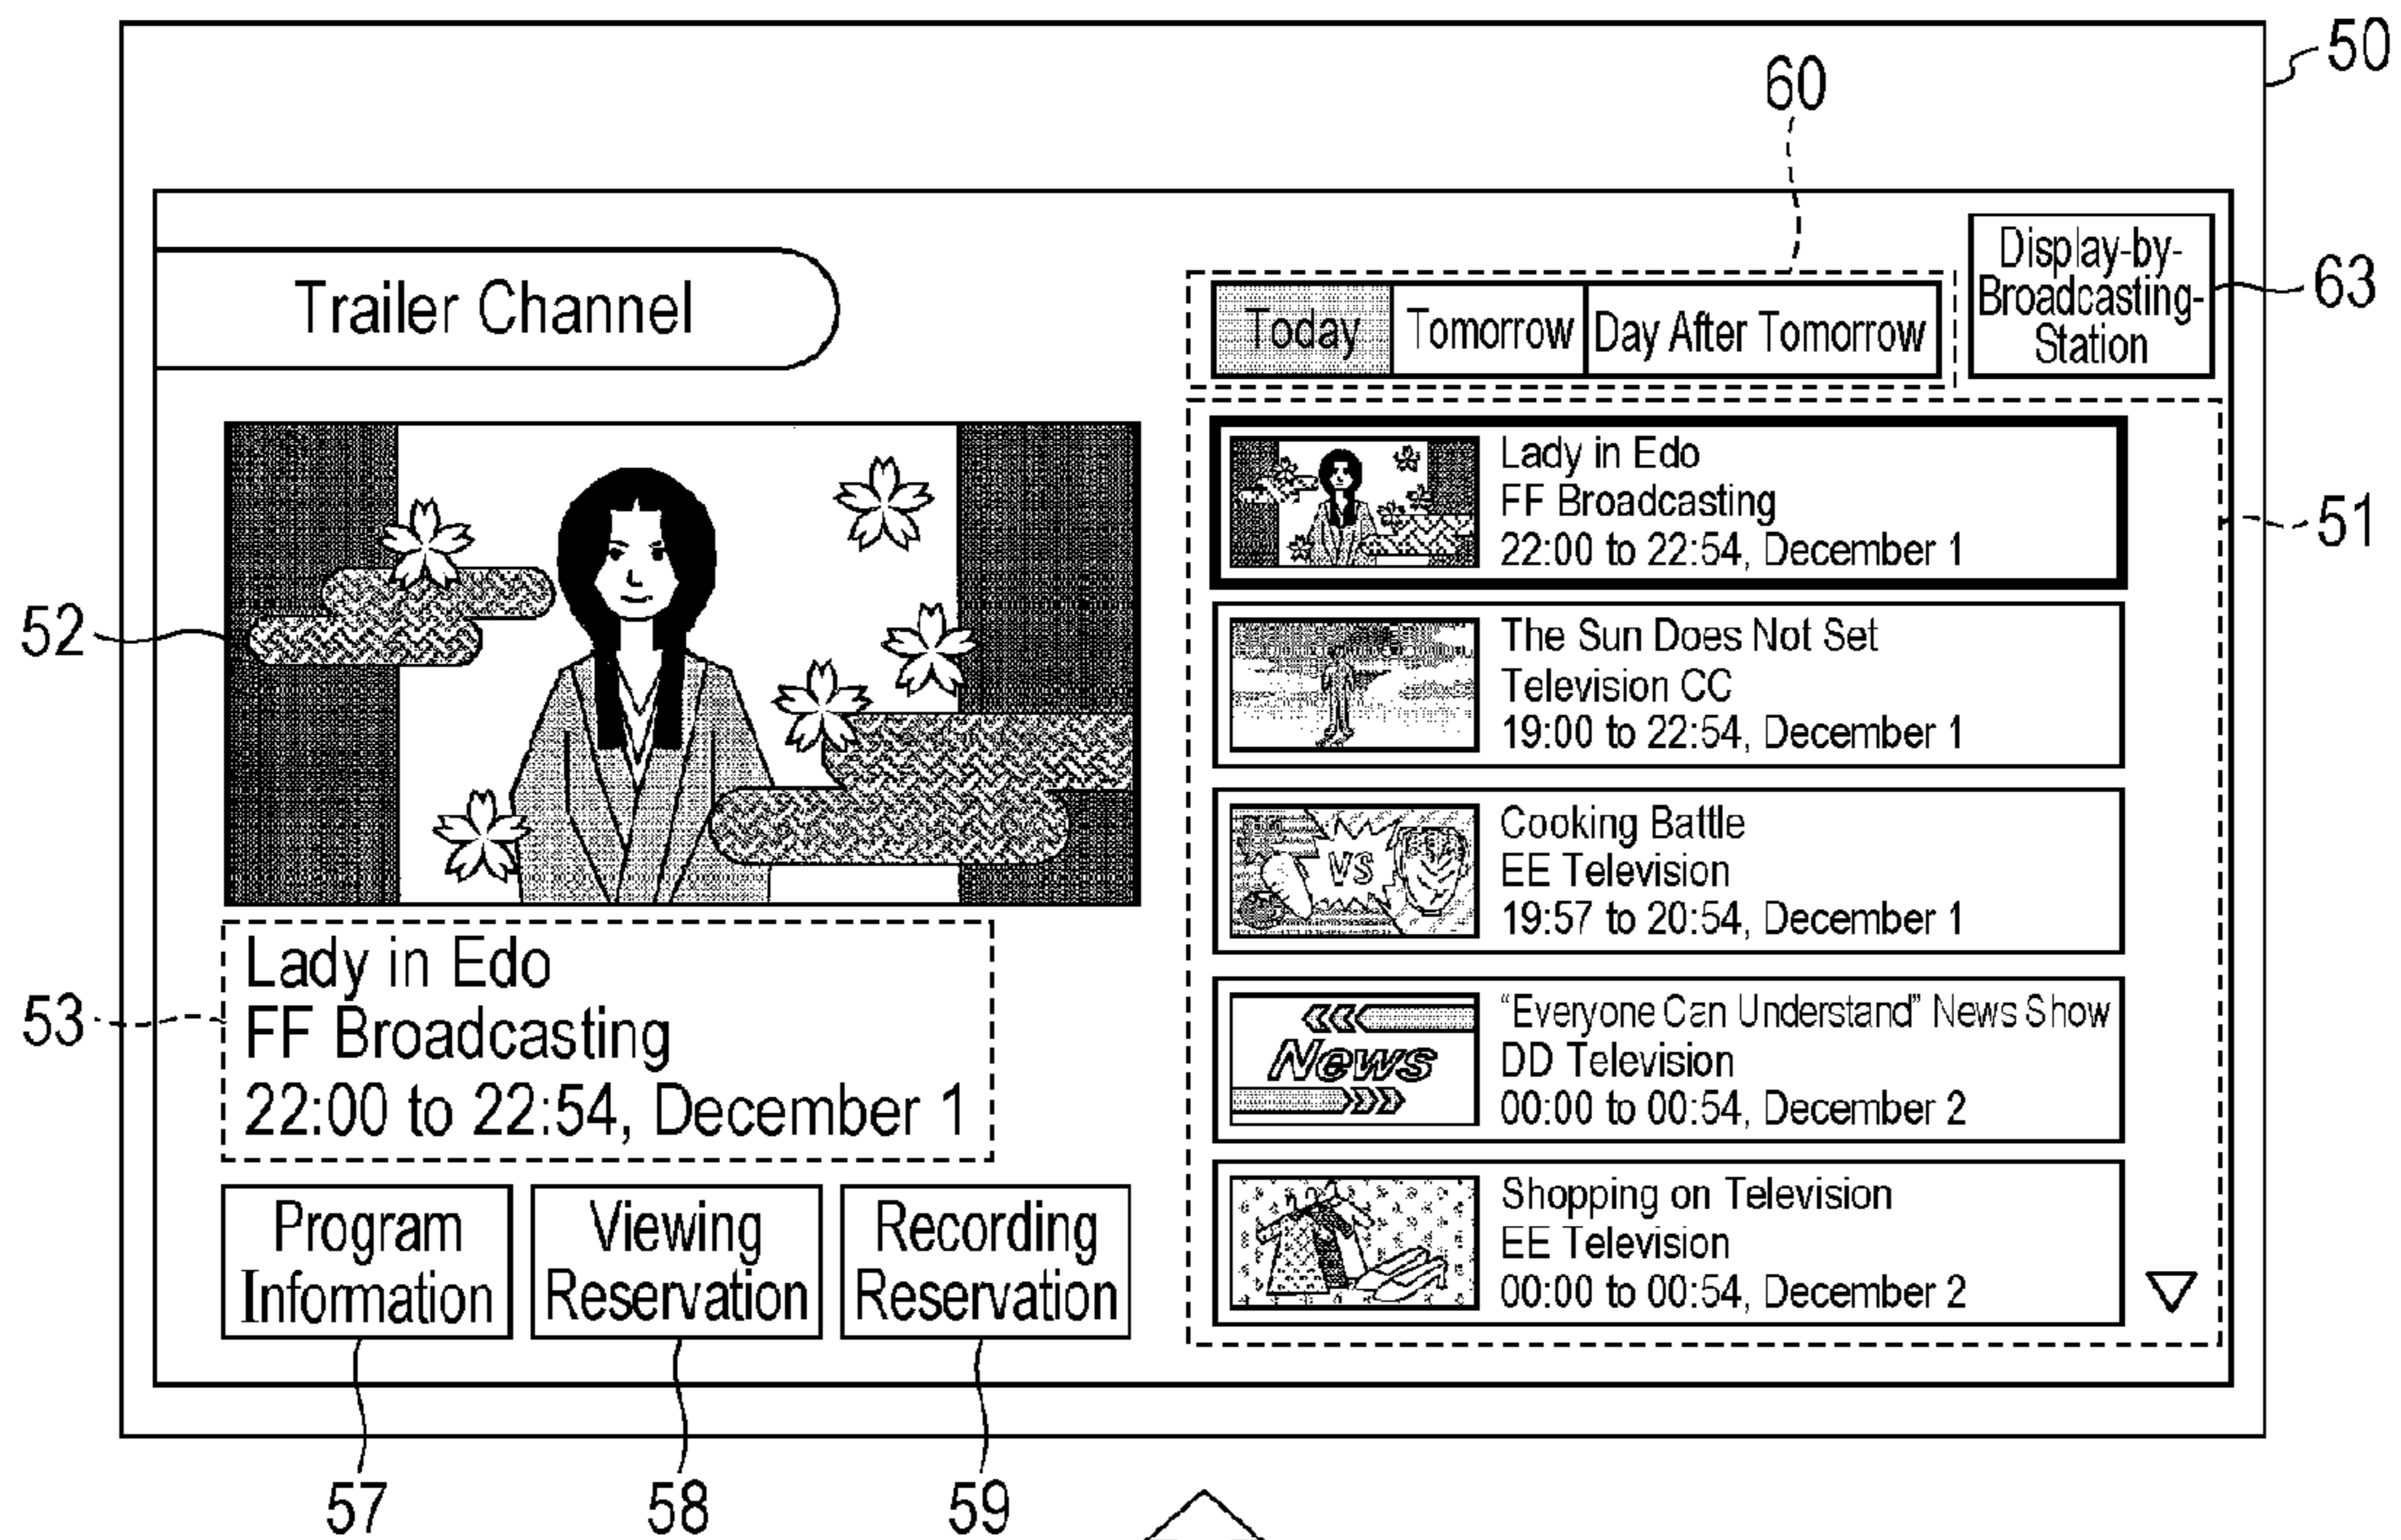 50
60
Trailer Channel
Today Tomorrow Day After Tomorrow
Display-by-
Broadcasting-
Station
63
52
Lady in Edo
FF Broadcasting
22:00 to 22:54, December 1
51
The Sun Does Not Set
Television CC
19:00 to 22:54, December 1
VS
Cooking Battle
EE Television
19:57 to 20:54, December 1
News
“Everyone Can Understand” News Show
DD Television
00:00 to 00:54, December 2
Shopping on Television
EE Television
00:00 to 00:54, December 2
53
Lady in Edo
FF Broadcasting
22:00 to 22:54, December 1
Program
Information
Viewing
Reservation
Recording
Reservation
57
58
59